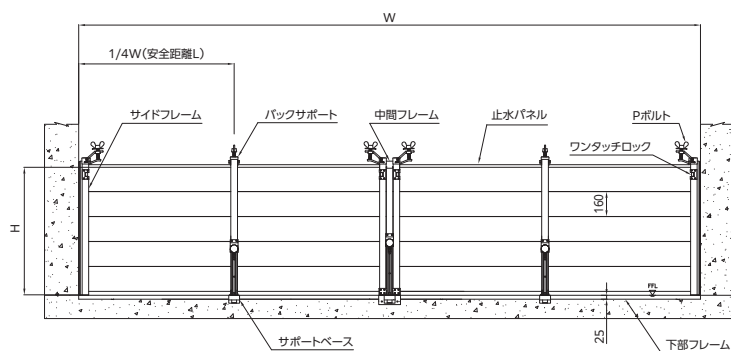 W
1/4W(安全距離L)
サイドフレーム
バックサポート
中間フレーム
止水パネル
Pボルト
ワンタッチロック
H
160
FFL
25
サポートベース
下部フレーム